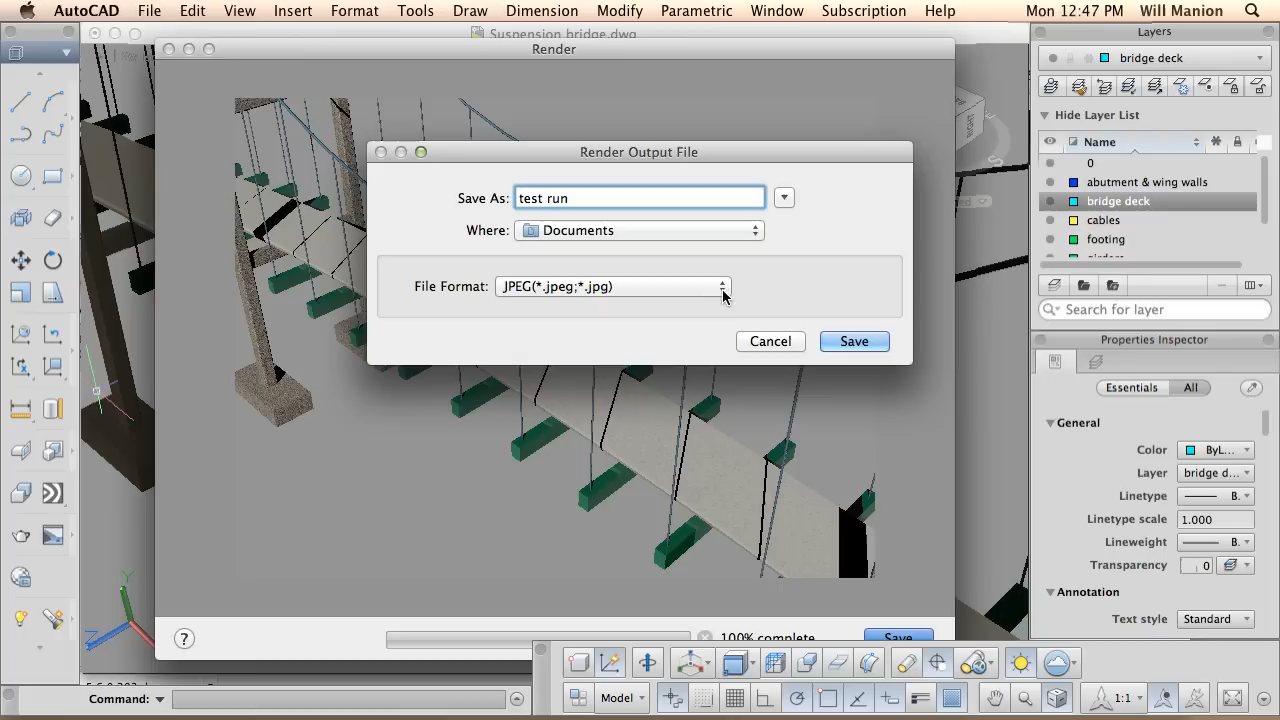 AutoCAD File Edit View Insert Format Tools Draw Dimension Modify Parametric Window Subscription Help Mon 12:47 PM Will Manion
Suspension bridge.dwg
Render
Render Output File
Save As: test run
Where: Documents
File Format: JPEG(*.jpeg;*.jpg)
Cancel Save
RIGHT
S
Y
Z
?
100% complete
Save
Command:
Model
1:1
Layers
bridge deck
Hide Layer List
Name
0
abutment & wing walls
bridge deck
cables
footing
girders
Search for layer
Properties Inspector
Essentials All
General
Color ByL...
Layer bridge d...
Linetype B.
Linetype scale 1.000
Lineweight B.
Transparency 0
Annotation
Text style Standard